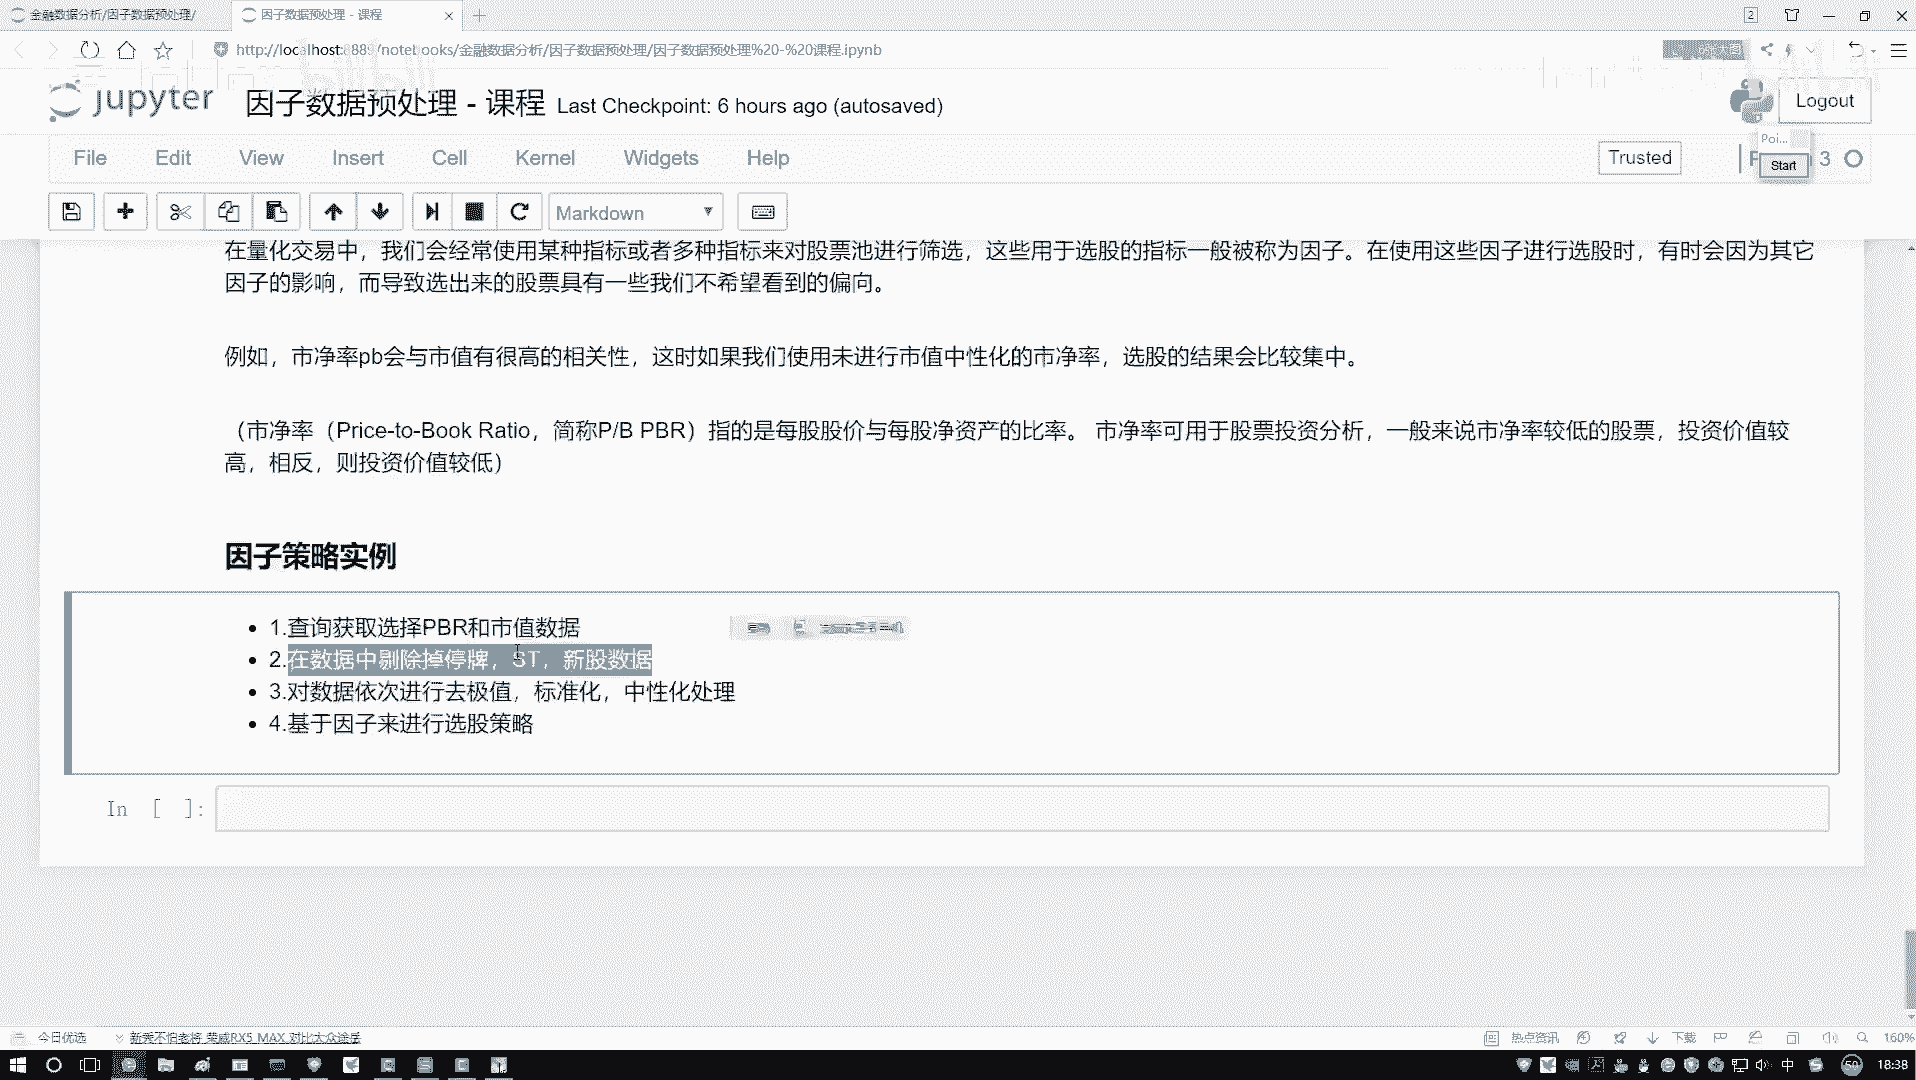 金融数据分析/因子数据预处理/
因子数据预处理 - 课程
2
http://localhost:8889/notebooks/金融数据分析/因子数据预处理/因子数据预处理%20-%20课程.ipynb
jupyter
因子数据预处理 - 课程 Last Checkpoint: 6 hours ago (autosaved)
Logout
File Edit View Insert Cell Kernel Widgets Help
Trusted
3
Poi...
Start
Markdown
在量化交易中，我们会经常使用某种指标或者多种指标来对股票池进行筛选，这些用于选股的指标一般被称为因子。在使用这些因子进行选股时，有时会因为其它
因子的影响，而导致选出来的股票具有一些我们不希望看到的偏向。
例如，市净率pb会与市值有很高的相关性，这时如果我们使用未进行市值中性化的市净率，选股的结果会比较集中。
（市净率（Price-to-Book Ratio，简称P/B PBR）指的是每股股价与每股净资产的比率。 市净率可用于股票投资分析，一般来说市净率较低的股票，投资价值较
高，相反，则投资价值较低）
因子策略实例
1.查询获取选择PBR和市值数据
2.在数据中剔除掉停牌，ST，新股数据
3.对数据依次进行去极值，标准化，中性化处理
4.基于因子来进行选股策略
In [ ]:
今日优选
热点资讯
下载
160%
中
50
18:38